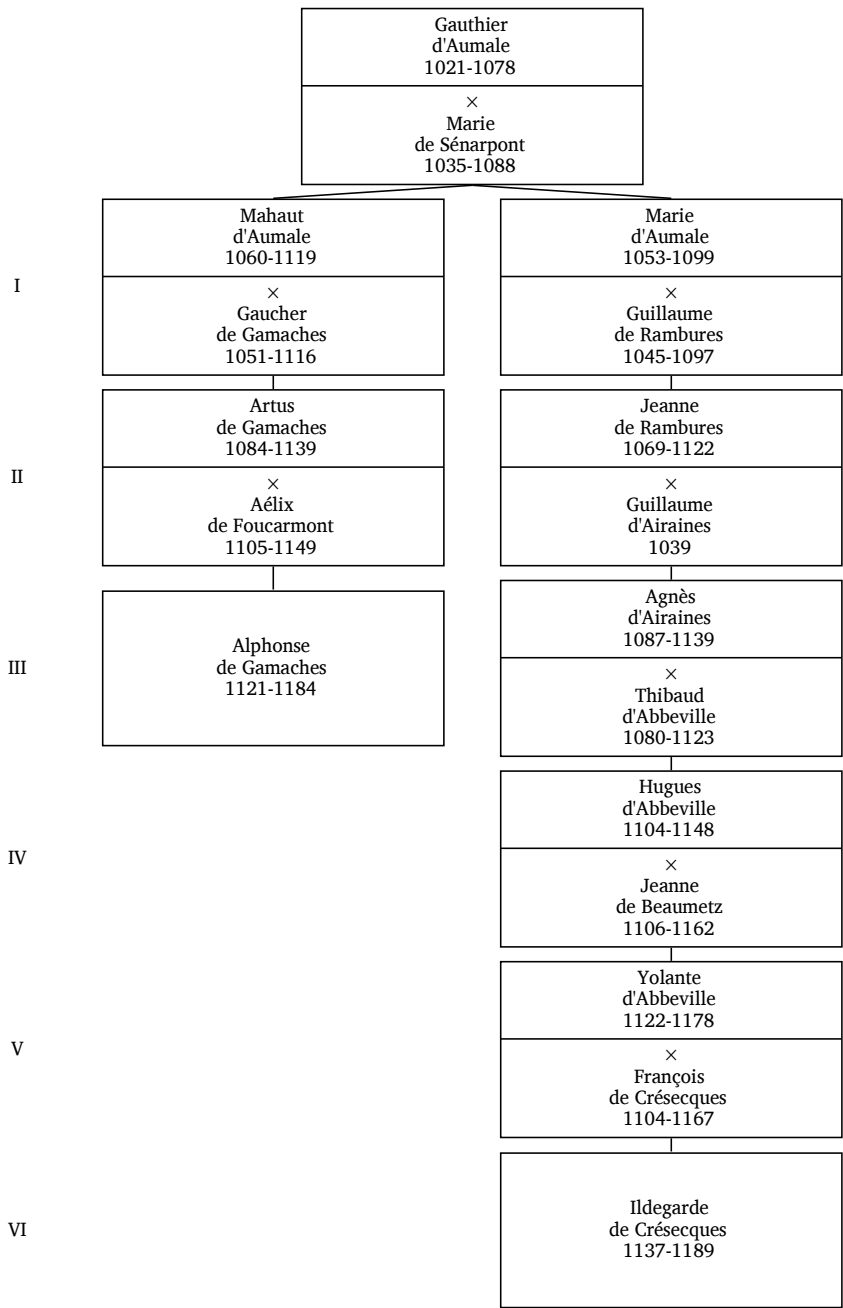 Gauthier
d'Aumale
1021-1078
×
Marie
de Sénarpont
1035-1088
I
Mahaut
d'Aumale
1060-1119
×
Gaucher
de Gamaches
1051-1116
Marie
d'Aumale
1053-1099
×
Guillaume
de Rambures
1045-1097
II
Artus
de Gamaches
1084-1139
×
Aélix
de Foucarmont
1105-1149
Jeanne
de Rambures
1069-1122
×
Guillaume
d'Airaines
1039
III
Alphonse
de Gamaches
1121-1184
Agnès
d'Airaines
1087-1139
×
Thibaud
d'Abbeville
1080-1123
IV
Hugues
d'Abbeville
1104-1148
×
Jeanne
de Beaumetz
1106-1162
V
Yolante
d'Abbeville
1122-1178
×
François
de Crésecques
1104-1167
VI
Ildegarde
de Crésecques
1137-1189